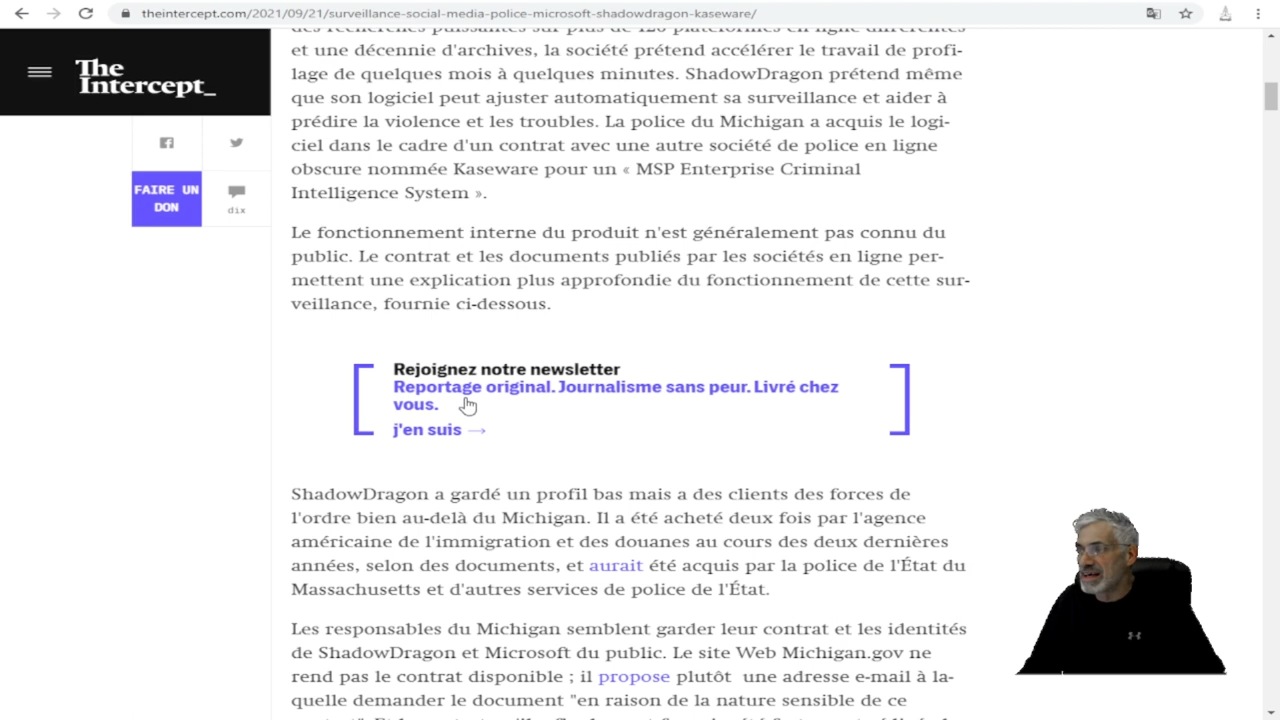 theintercept.com/2021/09/21/surveillance-social-media-police-microsoft-shadowdragon-kaseware/
The
Intercept_
FAIRE UN
DON
dix
des recherches puissantes sur plus de 120 plateformes en ligne différentes
et une décennie d'archives, la société prétend accélérer le travail de profi-
lage de quelques mois à quelques minutes. ShadowDragon prétend même
que son logiciel peut ajuster automatiquement sa surveillance et aider à
prédire la violence et les troubles. La police du Michigan a acquis le logi-
ciel dans le cadre d'un contrat avec une autre société de police en ligne
obscure nommée Kaseware pour un « MSP Enterprise Criminal
Intelligence System ».
Le fonctionnement interne du produit n'est généralement pas connu du
public. Le contrat et les documents publiés par les sociétés en ligne per-
mettent une explication plus approfondie du fonctionnement de cette sur-
veillance, fournie ci-dessous.
Rejoignez notre newsletter
Reportage original. Journalisme sans peur. Livré chez
vous.
j'en suis →
ShadowDragon a gardé un profil bas mais a des clients des forces de
l'ordre bien au-delà du Michigan. Il a été acheté deux fois par l'agence
américaine de l'immigration et des douanes au cours des deux dernières
années, selon des documents, et aurait été acquis par la police de l'État du
Massachusetts et d'autres services de police de l'État.
Les responsables du Michigan semblent garder leur contrat et les identités
de ShadowDragon et Microsoft du public. Le site Web Michigan.gov ne
rend pas le contrat disponible ; il propose plutôt une adresse e-mail à la-
quelle demander le document "en raison de la nature sensible de ce